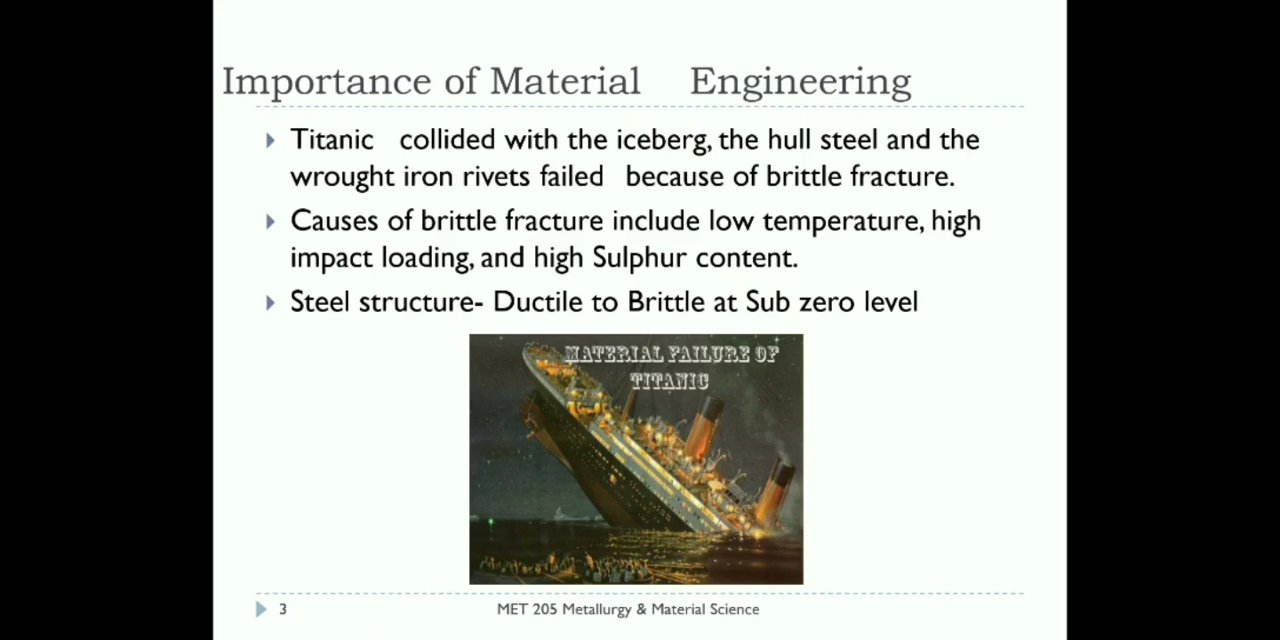 Importance of Material Engineering
Titanic collided with the iceberg, the hull steel and the
wrought iron rivets failed because of brittle fracture.
Causes of brittle fracture include low temperature, high
impact loading, and high Sulphur content.
Steel structure- Ductile to Brittle at Sub zero level
MATERIAL FAILURE OF
TITANIC
3 MET 205 Metallurgy & Material Science